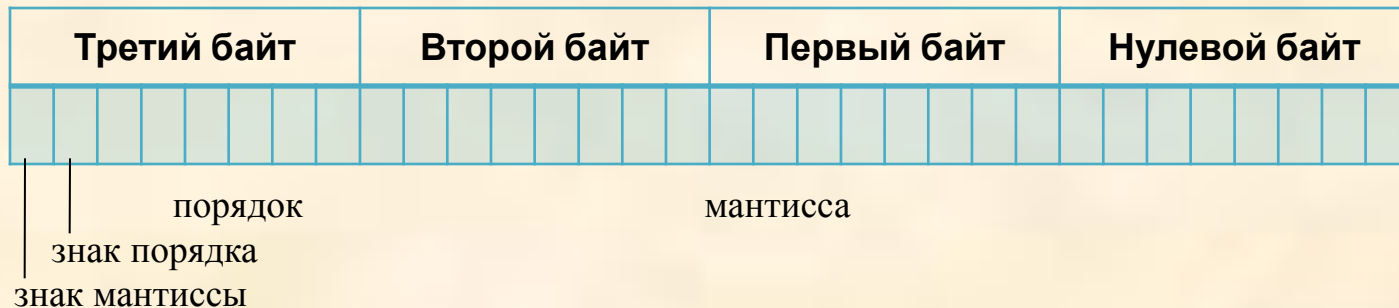 Третий байт Второй байт Первый байт Нулевой байт
порядок мантисса
знак порядка
знак мантиссы